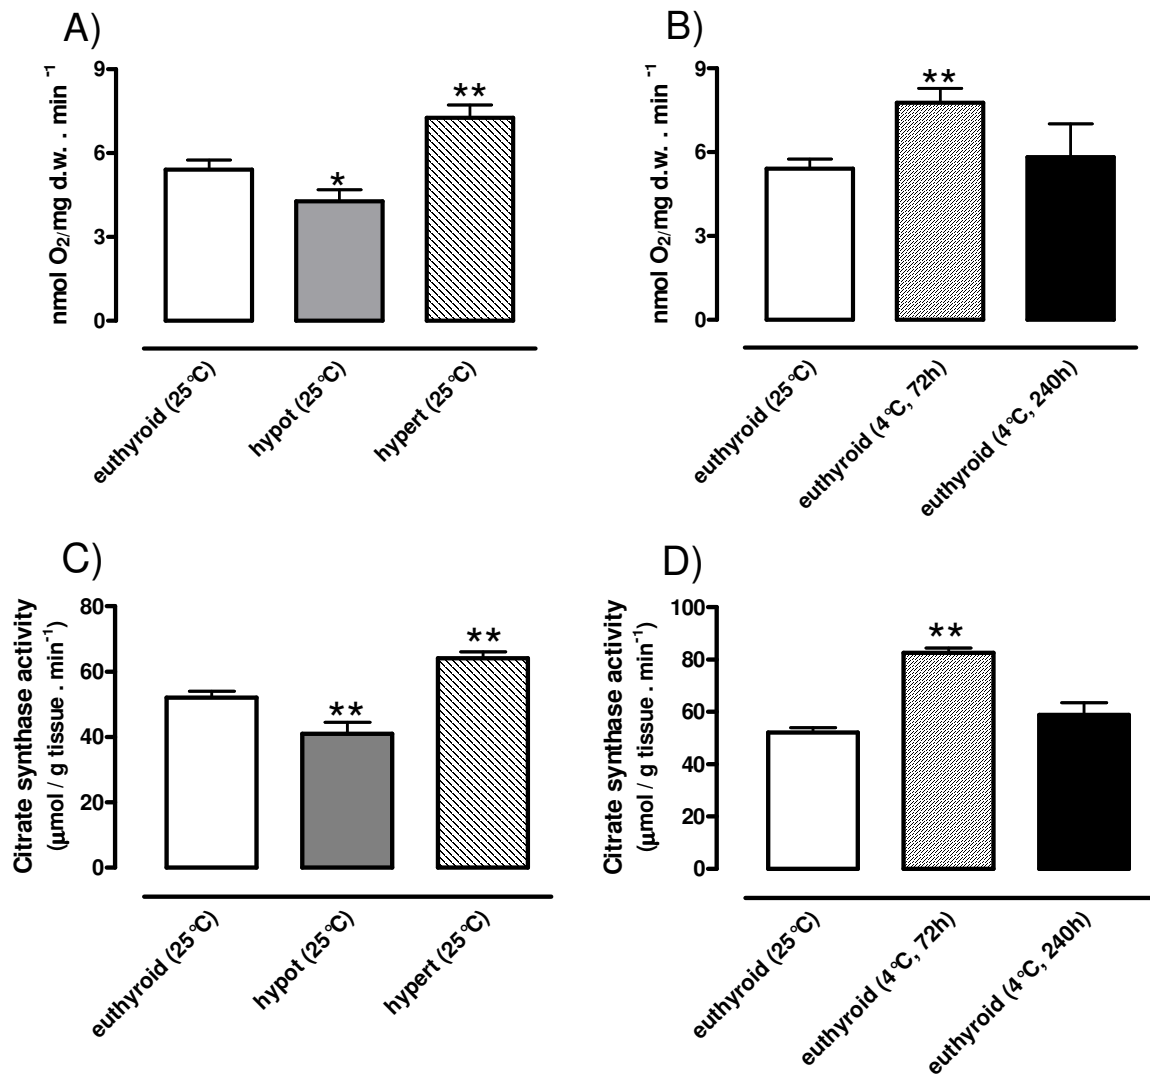 A)
nmol O2/mg d.w. . min -1
9
6
3
0
*
**
euthyroid (25°C)
hypot (25°C)
hypert (25°C)
B)
nmol O2/mg d.w. . min -1
9
6
3
0
**
euthyroid (25°C)
euthyroid (4°C, 72h)
euthyroid (4°C, 240h)
C)
Citrate synthase activity
(μmol / g tissue . min-1)
80
60
40
20
0
**
**
euthyroid (25°C)
hypot (25°C)
hypert (25°C)
D)
Citrate synthase activity
(μmol / g tissue . min-1)
100
80
60
40
20
0
**
euthyroid (25°C)
euthyroid (4°C, 72h)
euthyroid (4°C, 240h)